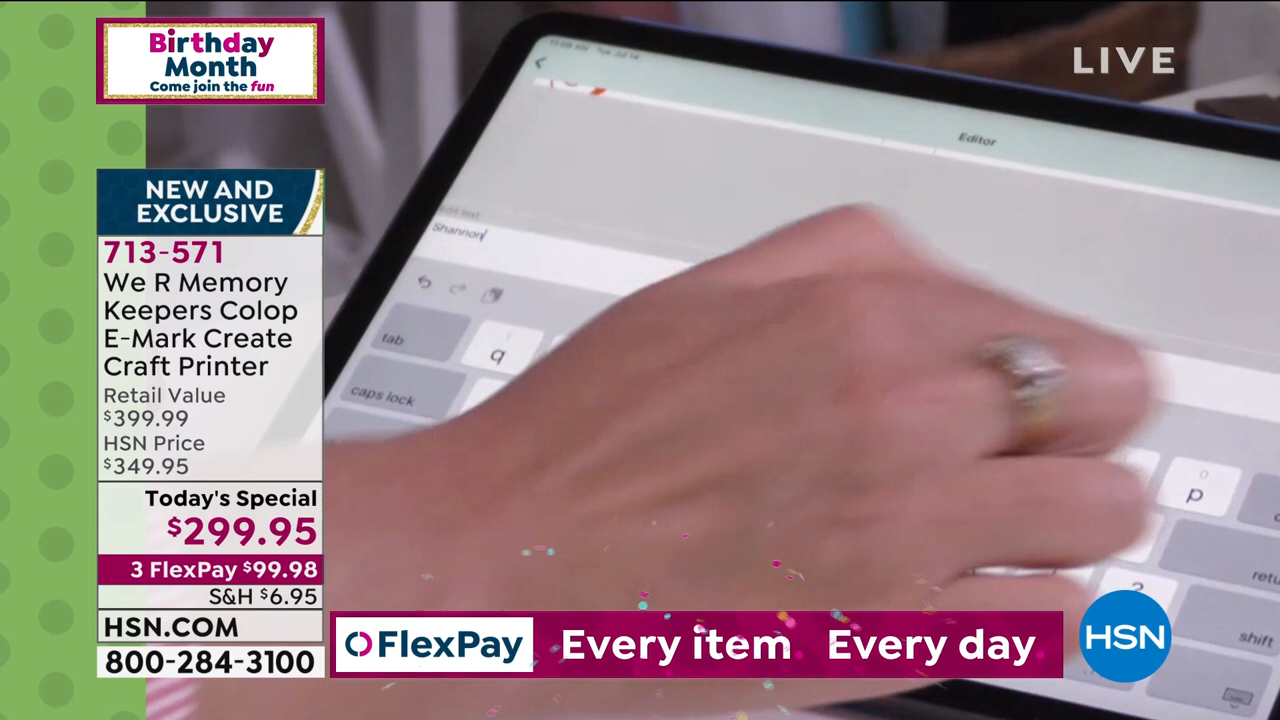 Birthday
Month
Come join the fun
LIVE
NEW AND
EXCLUSIVE
713-571
We R Memory
Keepers Colop
E-Mark Create
Craft Printer
Retail Value
$399.99
HSN Price
$349.95
Today's Special
$299.95
3 FlexPay $99.98
S&H $6.95
HSN.COM
800-284-3100
FlexPay Every item Every day
HSN
Editor
Shannon
tab
q
caps lock
0
p
shift